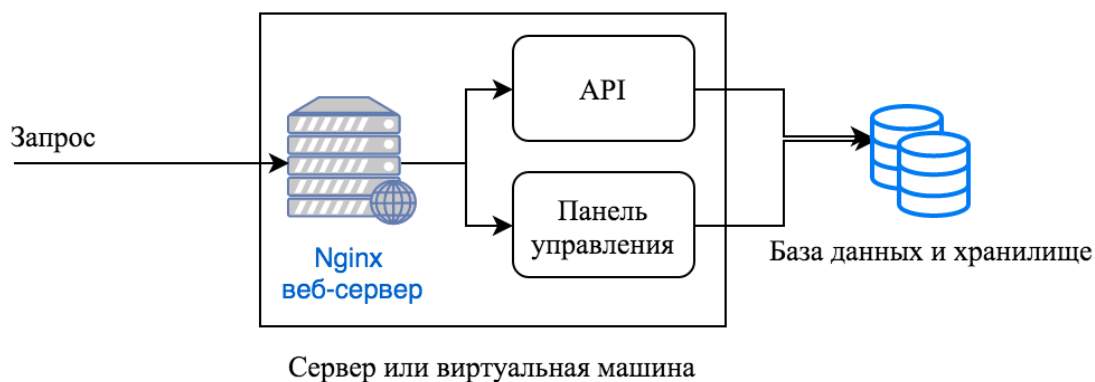 Запрос
API
Панель
управления
Nginx
веб-сервер
База данных и хранилище
Сервер или виртуальная машина